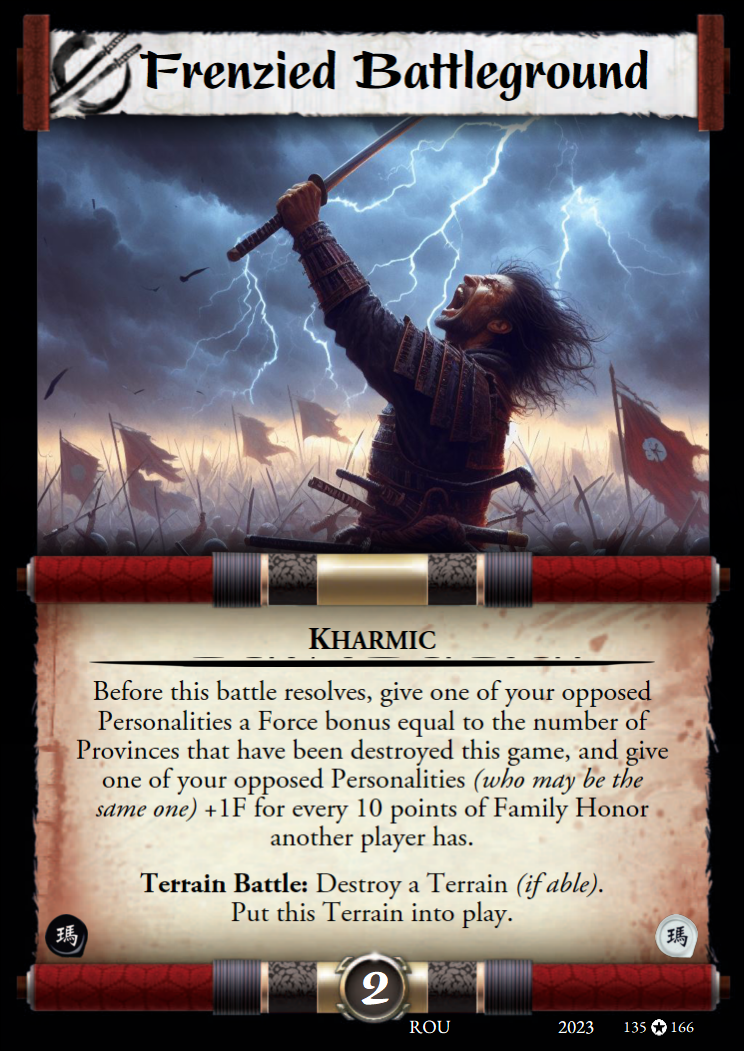 Frenzied Battleground
KHARMIC
Before this battle resolves, give one of your opposed
Personalities a Force bonus equal to the number of
Provinces that have been destroyed this game, and give
one of your opposed Personalities (who may be the
same one) +1F for every 10 points of Family Honor
another player has.
Terrain Battle: Destroy a Terrain (if able).
Put this Terrain into play.
瑪
瑪
2
ROU 2023 135 166